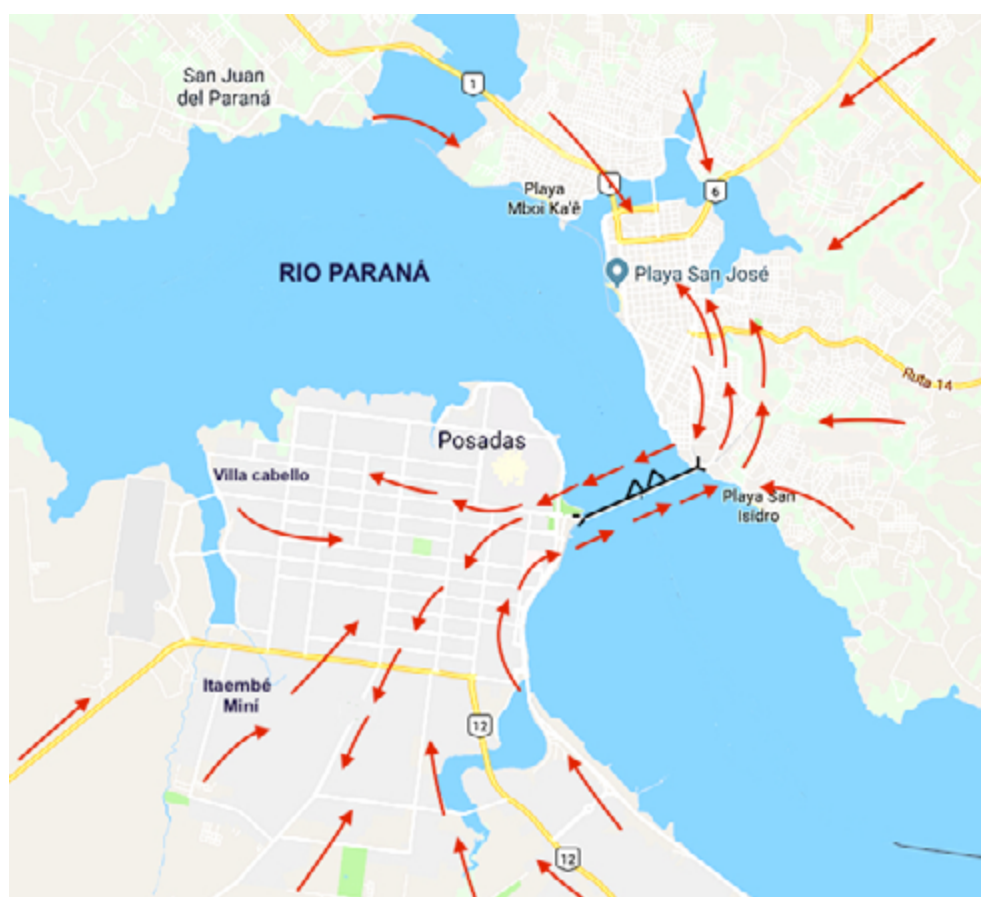 1
San Juan
del Paraná
Playa
Mboi Ka'ê
6
RIO PARANÁ
Playa San José
Ruta 14
Posadas
Villa cabello
Playa San
Isidro
Itaembé
Miní
12
12